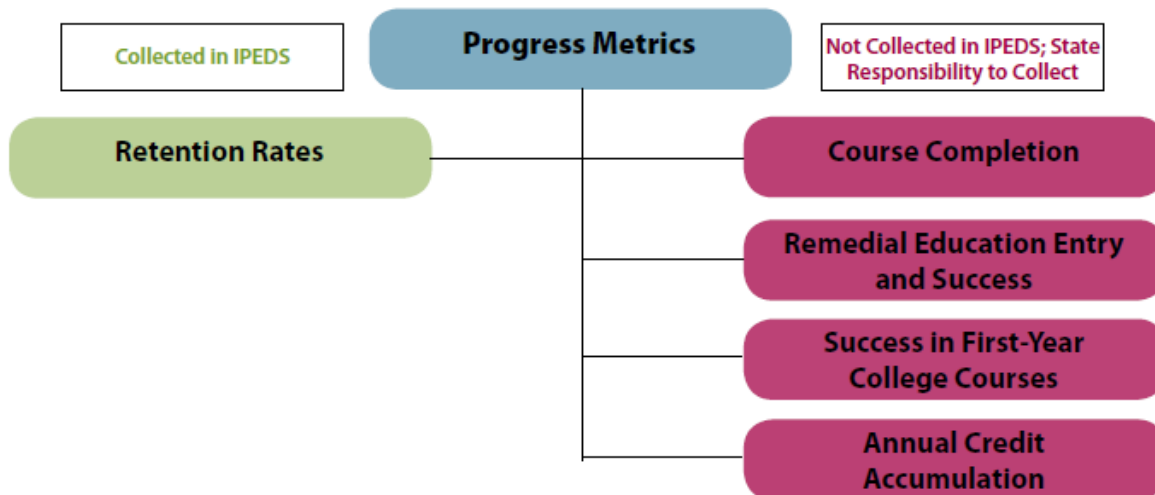 Collected in IPEDS
Progress Metrics
Not Collected in IPEDS; State
Responsibility to Collect
Retention Rates
Course Completion
Remedial Education Entry
and Success
Success in First-Year
College Courses
Annual Credit
Accumulation